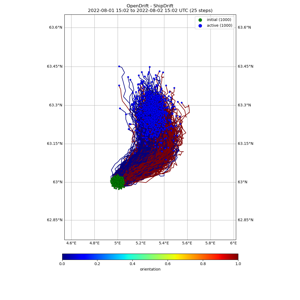 OpenDrift - ShipDrift
2022-08-01 15:02 to 2022-08-02 15:02 UTC (25 steps)
initial (1000)
active (1000)
63.6°N 63.6°N
63.45°N 63.45°N
63.3°N 63.3°N
63.15°N 63.15°N
63°N 63°N
62.85°N 62.85°N
4.6°E 4.8°E 5°E 5.2°E 5.4°E 5.6°E 5.8°E 6°E
0.0 0.2 0.4 0.6 0.8 1.0
orientation